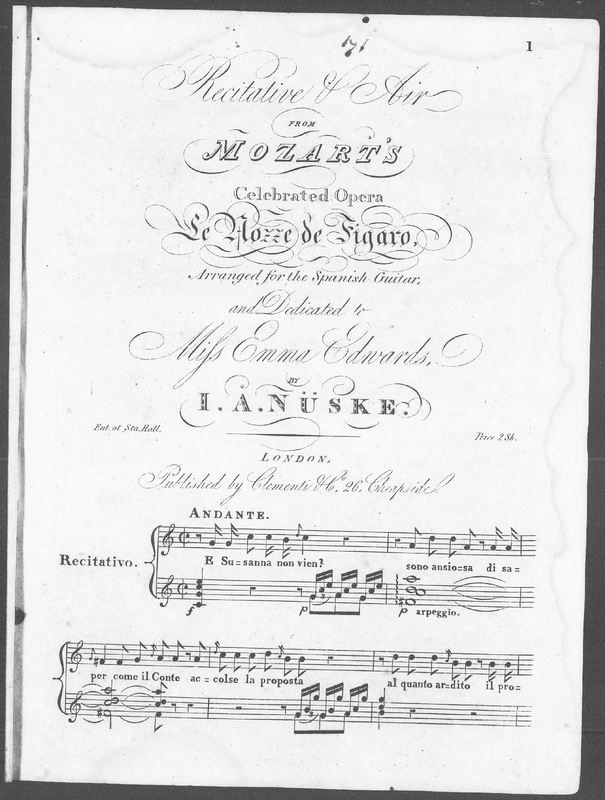 71
1
Recitative & Air
FROM
MOZART'S
Celebrated Opera
Le Nozze de Figaro,
Arranged for the Spanish Guitar,
and Dedicated to
Miſs Emma Edwards,
BY
I. A. NÜSKE.
Ent. at Sta. Hall.
Price 2 Sh.
LONDON,
Published by Clementi & Co. 26, Cheapside.
ANDANTE.
Recitativo.
E Su=sanna non vien? sono ansio=sa di sa=
f p p arpeggio.
per come il Conte ac=colse la proposta al quanto ar=dito il pro=